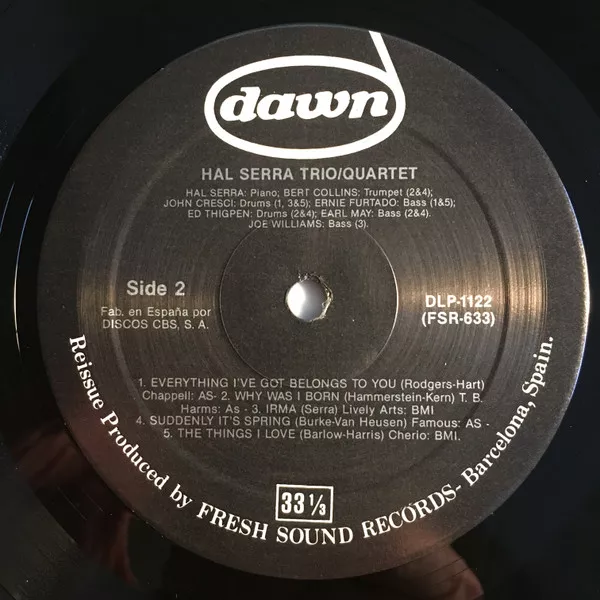 dawn
HAL SERRA TRIO/QUARTET
HAL SERRA: Piano; BERT COLLINS: Trumpet (2&4);
JOHN CRESCI: Drums (1, 3&5); ERNIE FURTADO: Bass (1&5);
ED THIGPEN: Drums (2&4); EARL MAY: Bass (2&4).
JOE WILLIAMS: Bass (3).
Side 2
Fab. en España por
DISCOS CBS, S. A.
DLP-1122
(FSR-633)
1. EVERYTHING I'VE GOT BELONGS TO YOU (Rodgers-Hart)
Chappell: AS- 2. WHY WAS I BORN (Hammerstein-Kern) T. B.
Harms: As - 3. IRMA (Serra) Lively Arts: BMI
4. SUDDENLY IT'S SPRING (Burke-Van Heusen) Famous: AS -
5. THE THINGS I LOVE (Barlow-Harris) Cherio: BMI.
33 1/3
Reissue Produced by FRESH SOUND RECORDS- Barcelona, Spain.